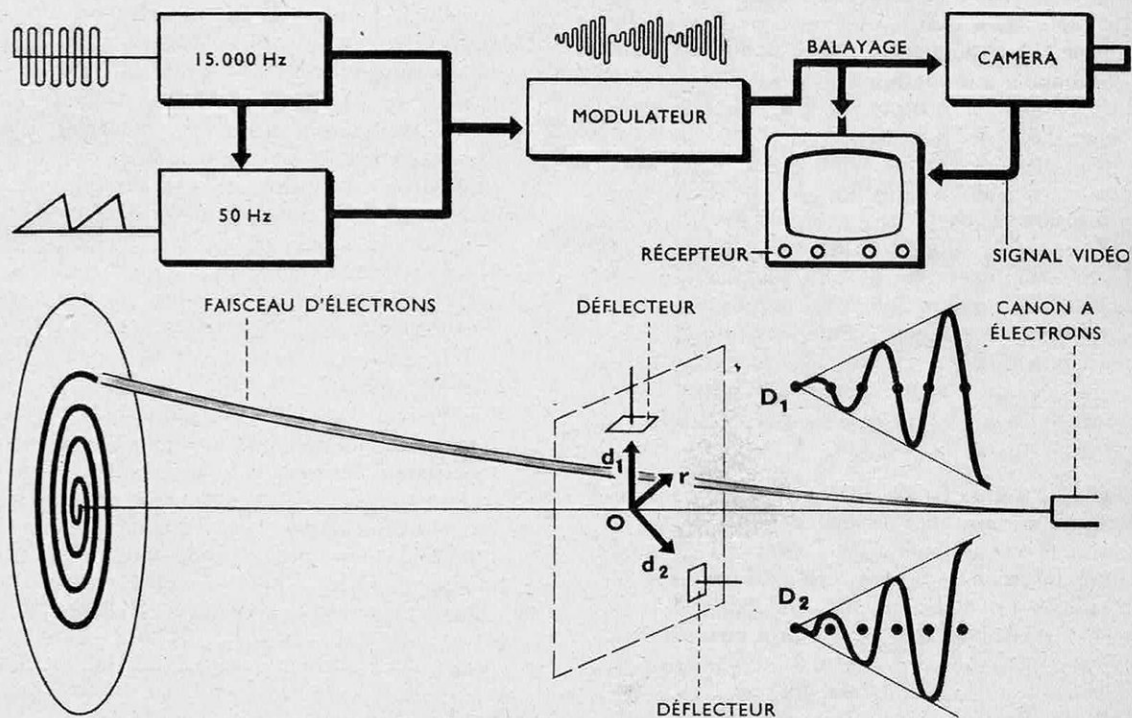 15.000 Hz
50 Hz
MODULATEUR
BALAYAGE
CAMERA
RÉCEPTEUR
SIGNAL VIDÉO
FAISCEAU D'ÉLECTRONS
DÉFLECTEUR
CANON A
ÉLECTRONS
D1
d1
r
O
d2
D2
DÉFLECTEUR